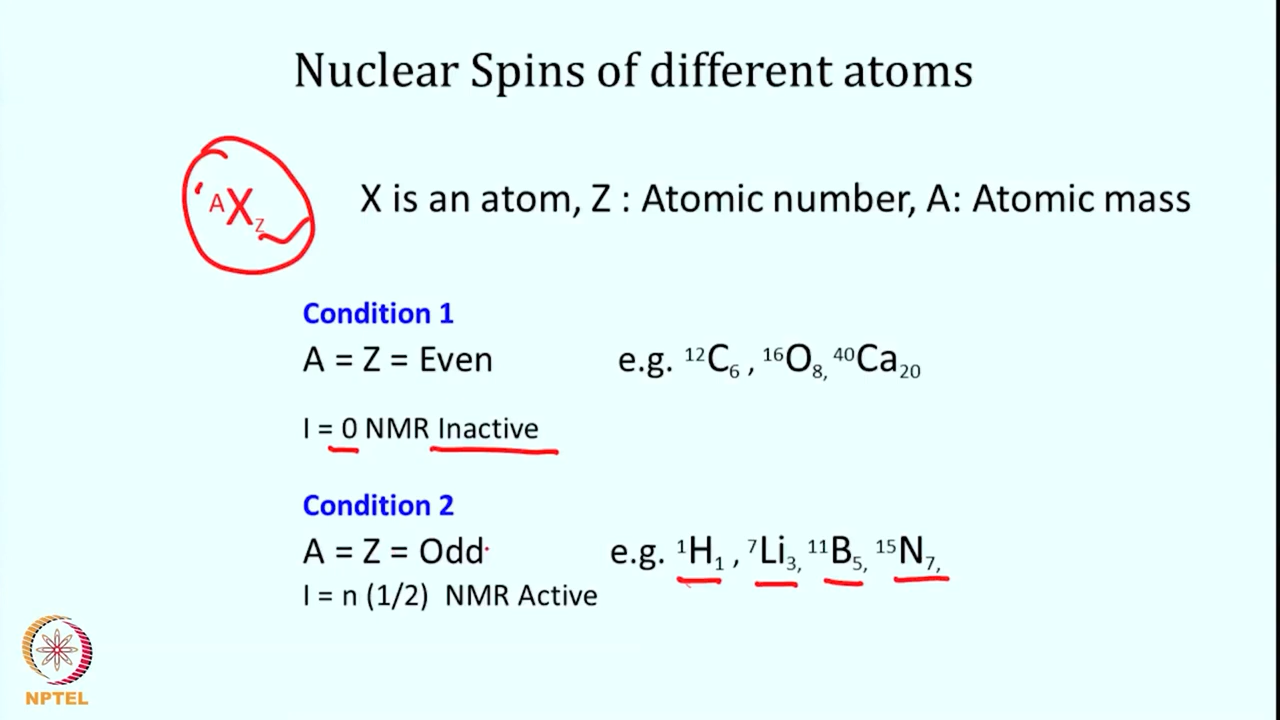 Nuclear Spins of different atoms
ᴬX_Z X is an atom, Z : Atomic number, A: Atomic mass
Condition 1
A = Z = Even e.g. ¹²C₆ , ¹⁶O₈, ⁴⁰Ca₂₀
I = 0 NMR Inactive
Condition 2
A = Z = Odd e.g. ¹H₁ , ⁷Li₃, ¹¹B₅, ¹⁵N₇,
I = n (1/2) NMR Active
NPTEL